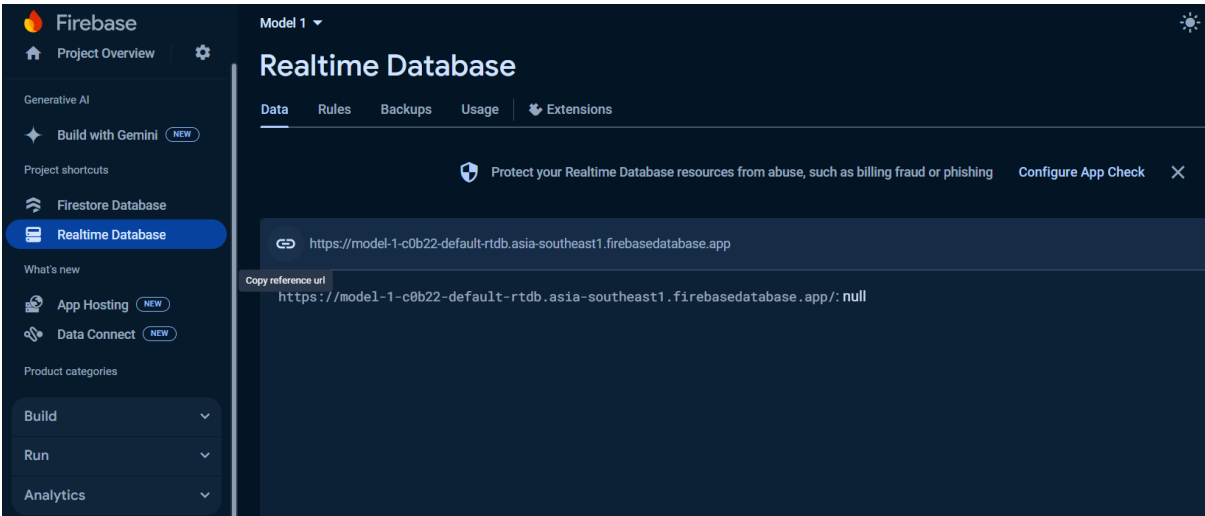 Firebase
Project Overview
Generative AI
Build with Gemini NEW
Project shortcuts
Firestore Database
Realtime Database
What's new
App Hosting NEW
Data Connect NEW
Product categories
Build
Run
Analytics
Model 1
Realtime Database
Data Rules Backups Usage Extensions
Protect your Realtime Database resources from abuse, such as billing fraud or phishing Configure App Check
https://model-1-c0b22-default-rtdb.asia-southeast1.firebasedatabase.app
Copy reference url
https://model-1-c0b22-default-rtdb.asia-southeast1.firebasedatabase.app/: null